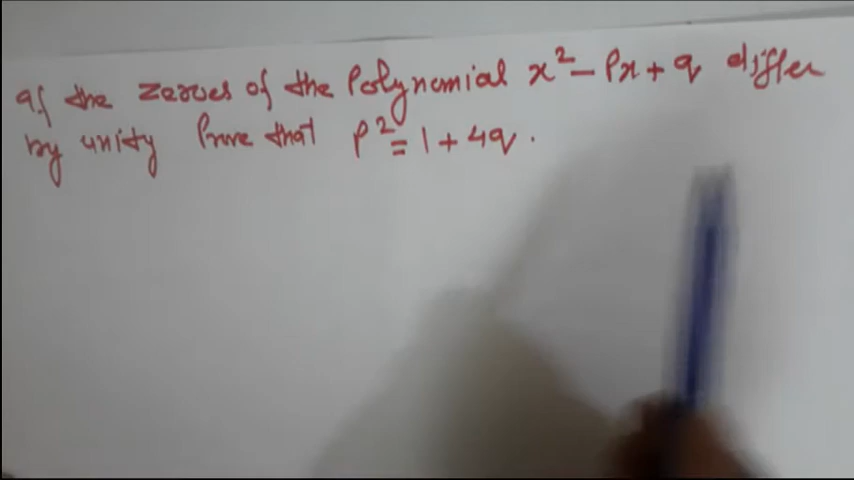 If the zeroes of the Polynomial x² - Px + q differ
by unity Prove that P² = 1 + 4q .